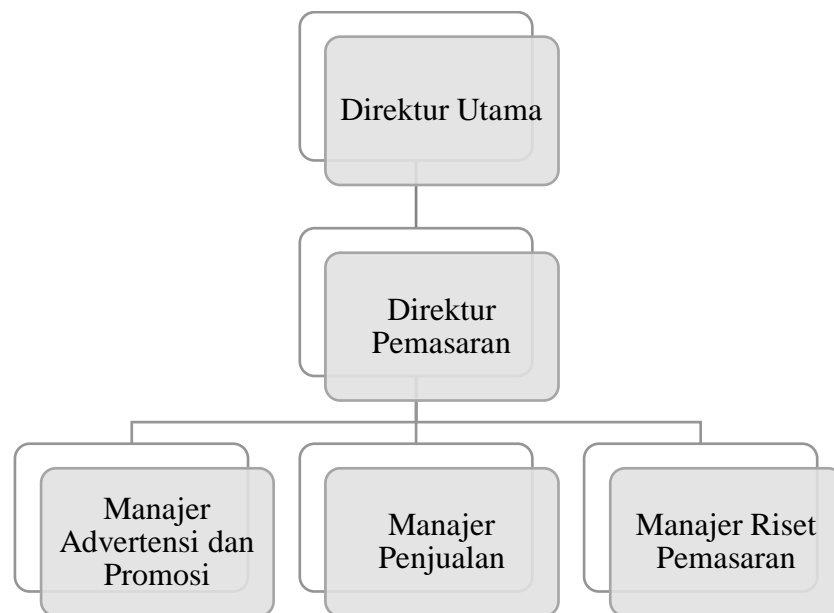 Direktur Utama
Direktur
Pemasaran
Manajer
Advertensi dan
Promosi
Manajer
Penjualan
Manajer Riset
Pemasaran